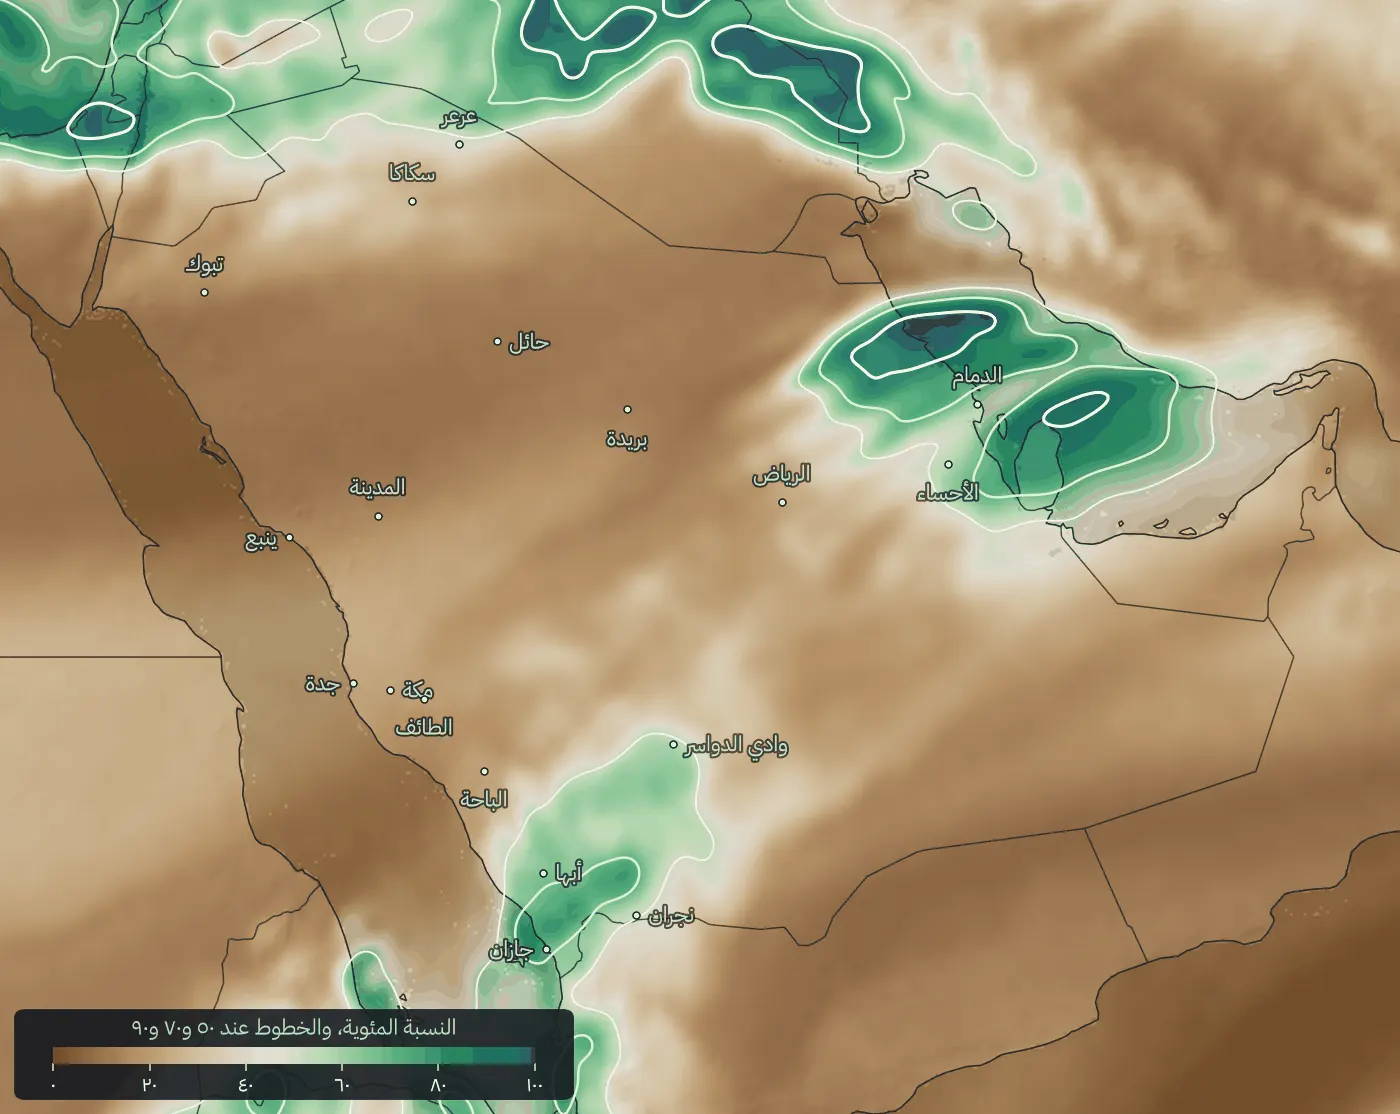 عرعر
سكاكا
تبوك
حائل
الدمام
بريدة
الرياض
المدينة
الأحساء
ينبع
جدة
مكة
الطائف
وادي الدواسر
الباحة
أبها
نجران
جازان
النسبة المئوية، والخطوط عند ٥٠ و٧٠ و٩٠
٠ ٢٠ ٤٠ ٦٠ ٨٠ ١٠٠